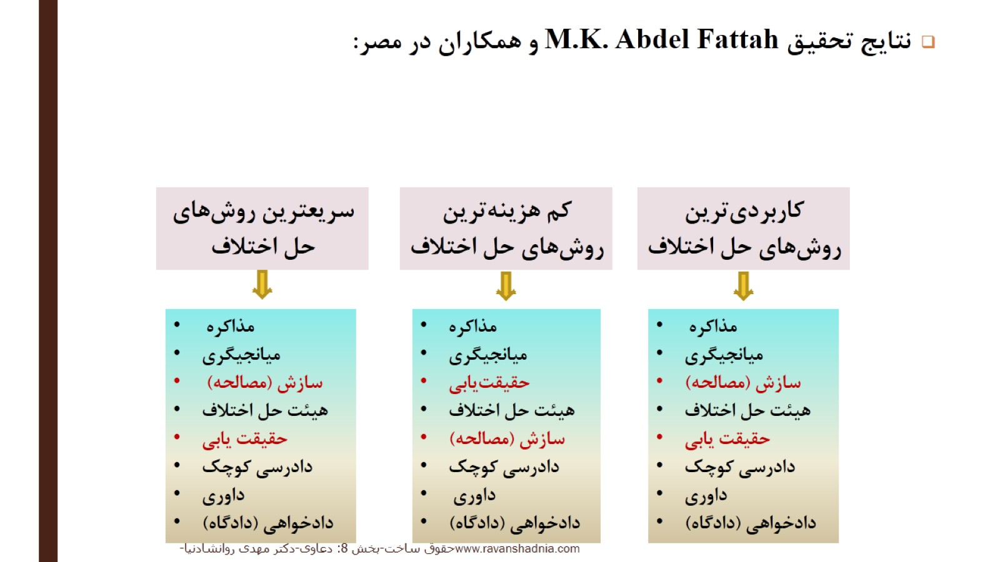 ❑ نتایج تحقیق M.K. Abdel Fattah و همکاران در مصر:
کاربردی‌ترین
روش‌های حل اختلاف
• مذاکره
• میانجیگری
• سازش (مصالحه)
• هیئت حل اختلاف
• حقیقت یابی
• دادرسی کوچک
• داوری
• دادخواهی (دادگاه)
کم هزینه‌ترین
روش‌های حل اختلاف
• مذاکره
• میانجیگری
• حقیقت‌یابی
• هیئت حل اختلاف
• سازش (مصالحه)
• دادرسی کوچک
• داوری
• دادخواهی (دادگاه)
سریعترین روش‌های
حل اختلاف
• مذاکره
• میانجیگری
• سازش (مصالحه)
• هیئت حل اختلاف
• حقیقت یابی
• دادرسی کوچک
• داوری
• دادخواهی (دادگاه)
حقوق ساخت-بخش 8: دعاوی-دکتر مهدی روانشادنیا-www.ravanshadnia.com